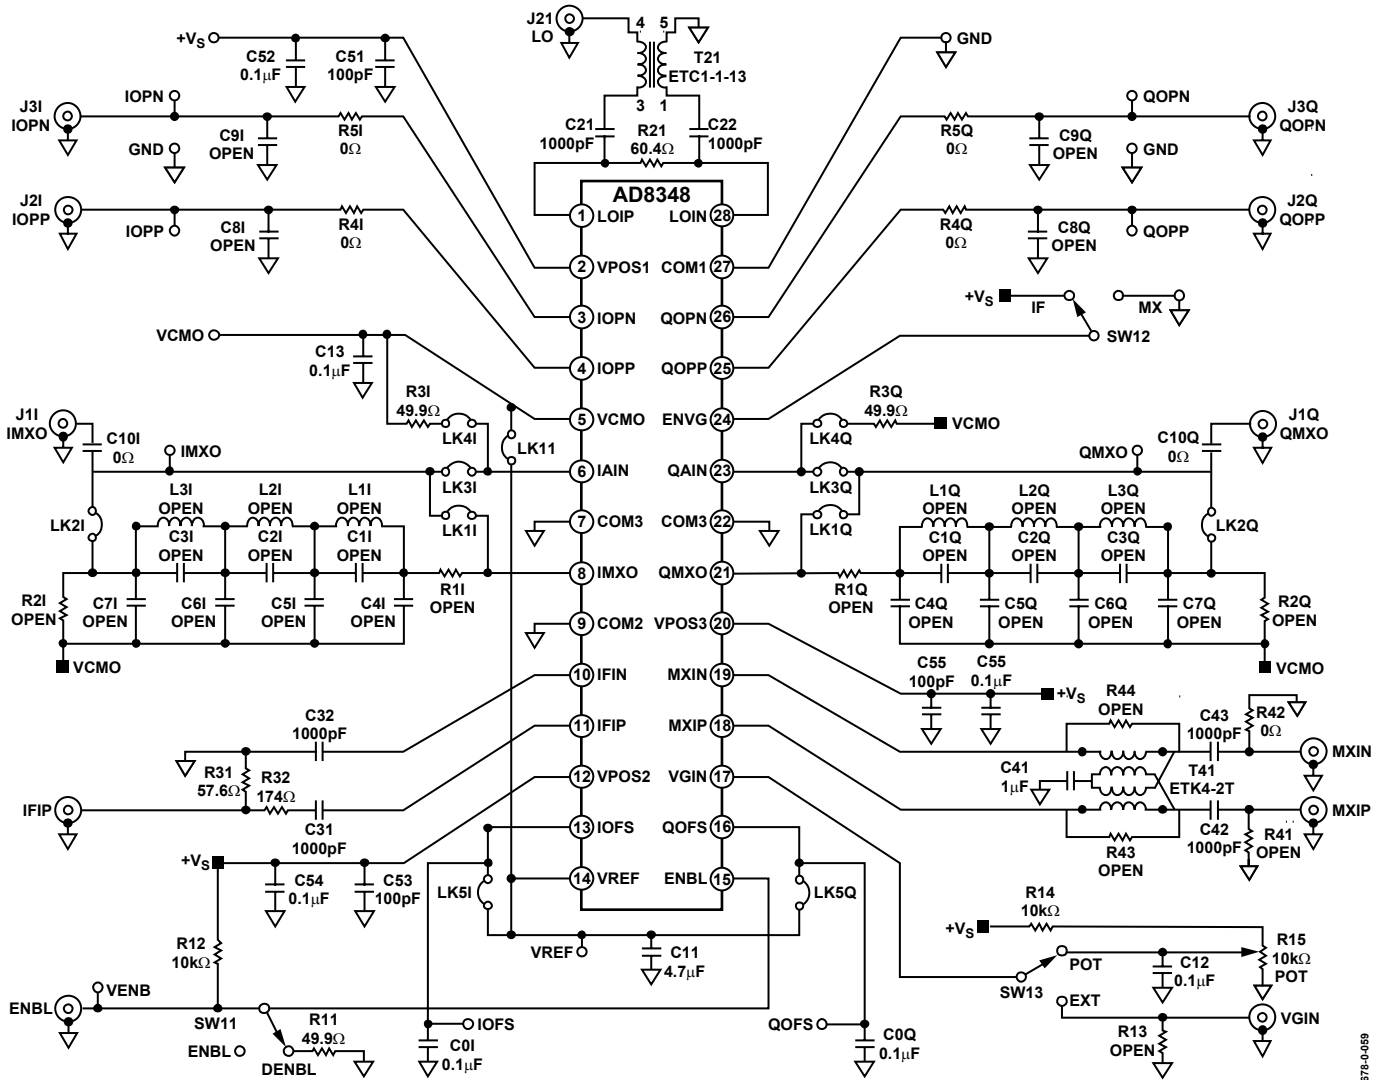 J21
LO
4 5
T21
ETC1-1-13
3 1
+VS
C52
0.1µF
C51
100pF
GND
J3I
IOPN
IOPN
C9I
OPEN
R5I
0Ω
GND
C21
1000pF
R21
60.4Ω
C22
1000pF
R5Q
0Ω
C9Q
OPEN
QOPN
GND
J3Q
QOPN
J2I
IOPP
IOPP
C8I
OPEN
R4I
0Ω
R4Q
0Ω
C8Q
OPEN
QOPP
J2Q
QOPP
AD8348
1 LOIP
LOIN 28
2 VPOS1
COM1 27
3 IOPN
QOPN 26
4 IOPP
QOPP 25
5 VCMO
ENVG 24
6 IAIN
QAIN 23
7 COM3
COM3 22
8 IMXO
QMXO 21
9 COM2
VPOS3 20
10 IFIN
MXIN 19
11 IFIP
MXIP 18
12 VPOS2
VGIN 17
13 IOFS
QOFS 16
14 VREF
ENBL 15
+VS
IF
MX
SW12
VCMO
C13
0.1µF
R3I
49.9Ω
LK4I
LK11
LK3I
LK1I
R3Q
49.9Ω
VCMO
LK4Q
LK3Q
LK1Q
J1I
IMXO
C10I
0Ω
IMXO
LK2I
L3I
OPEN
L2I
OPEN
L1I
OPEN
C3I
OPEN
C2I
OPEN
C1I
OPEN
R2I
OPEN
C7I
OPEN
C6I
OPEN
C5I
OPEN
C4I
OPEN
R1I
OPEN
VCMO
J1Q
QMXO
C10Q
0Ω
QMXO
LK2Q
L1Q
OPEN
L2Q
OPEN
L3Q
OPEN
C1Q
OPEN
C2Q
OPEN
C3Q
OPEN
R1Q
OPEN
C4Q
OPEN
C5Q
OPEN
C6Q
OPEN
C7Q
OPEN
R2Q
OPEN
VCMO
C55
100pF
C55
0.1µF
+VS
C32
1000pF
R31
57.6Ω
R32
174Ω
IFIP
C31
1000pF
R44
OPEN
C43
1000pF
R42
0Ω
MXIN
C41
1µF
T41
ETK4-2T
MXIP
R43
OPEN
C42
1000pF
R41
OPEN
+VS
C54
0.1µF
C53
100pF
LK5I
LK5Q
VREF
C11
4.7µF
R12
10kΩ
ENBL
VENB
SW11
ENBL
R11
49.9Ω
DENBL
IOFS
C0I
0.1µF
QOFS
C0Q
0.1µF
R14
10kΩ
+VS
POT
SW13
C12
0.1µF
R15
10kΩ
POT
EXT
R13
OPEN
VGIN
678-0-059